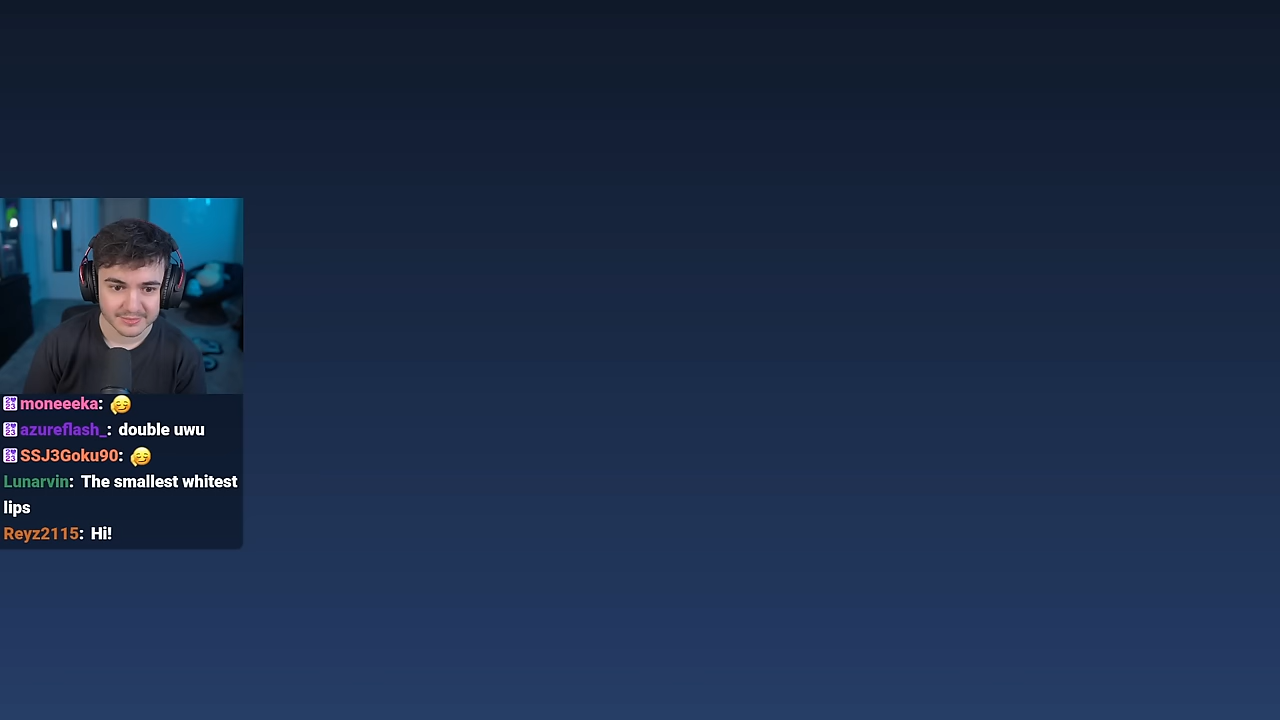 moneeeka:
azureflash_: double uwu
SSJ3Goku90:
Lunarvin: The smallest whitest
lips
Reyz2115: Hi!